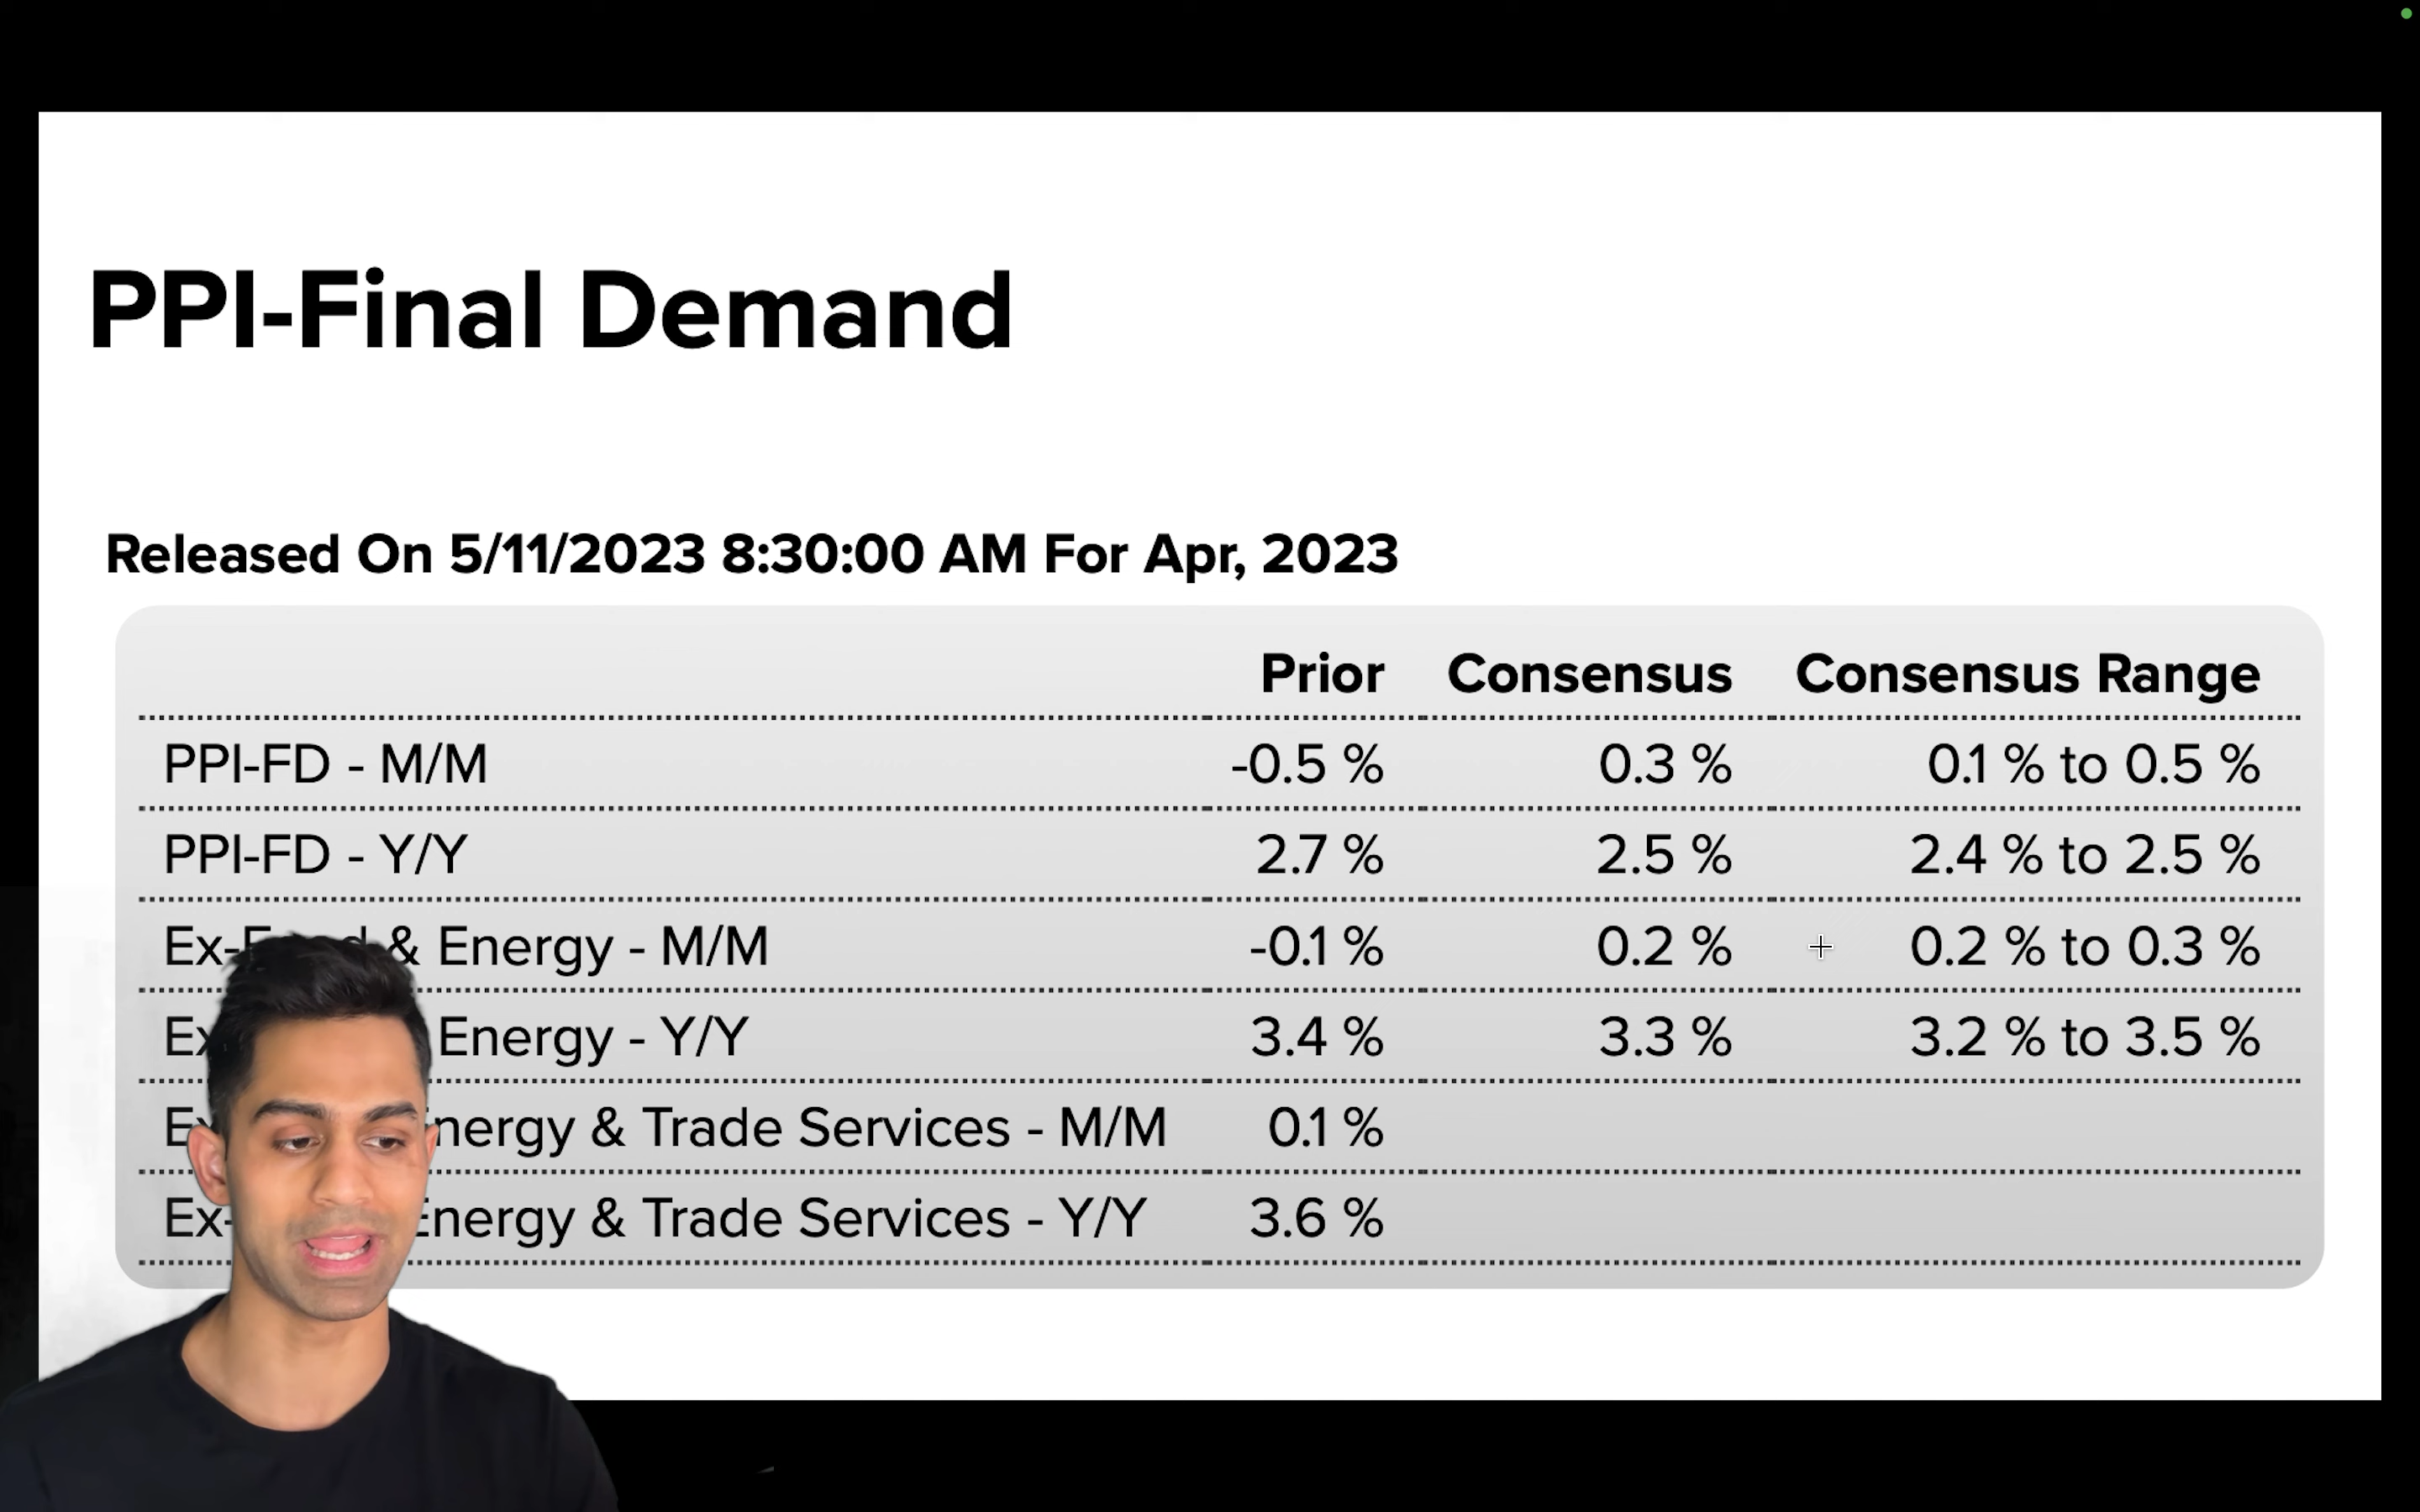 PPI-Final Demand
Released On 5/11/2023 8:30:00 AM For Apr, 2023
Prior Consensus Consensus Range
PPI-FD - M/M -0.5 % 0.3 % 0.1 % to 0.5 %
PPI-FD - Y/Y 2.7 % 2.5 % 2.4 % to 2.5 %
& Energy - M/M -0.1 % 0.2 % 0.2 % to 0.3 %
Energy - Y/Y 3.4 % 3.3 % 3.2 % to 3.5 %
& Trade Services - M/M 0.1 %
Energy & Trade Services - Y/Y 3.6 %